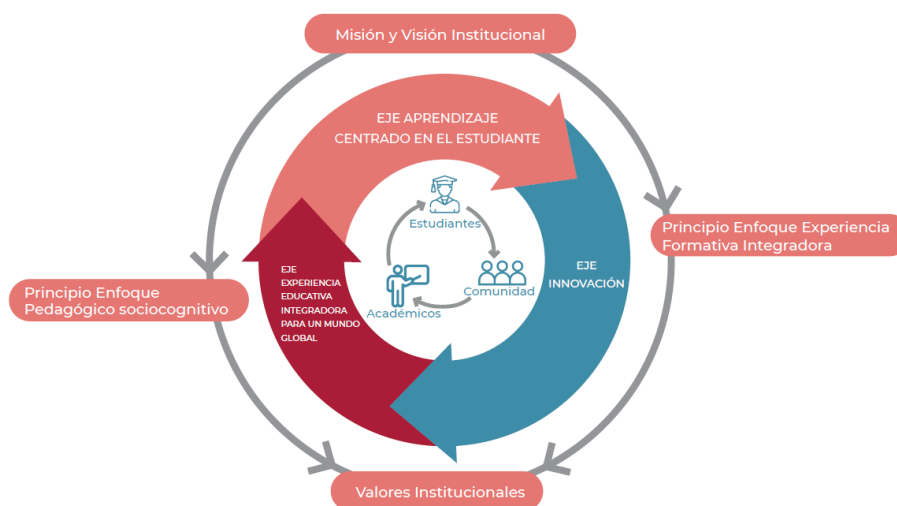 Misión y Visión Institucional
EJE APRENDIZAJE
CENTRADO EN EL ESTUDIANTE
Estudiantes
Principio Enfoque Experiencia
Formativa Integradora
EJE
INNOVACIÓN
EJE
EXPERIENCIA
EDUCATIVA
INTEGRADORA
PARA UN MUNDO
GLOBAL
Comunidad
Académicos
Principio Enfoque
Pedagógico sociocognitivo
Valores Institucionales